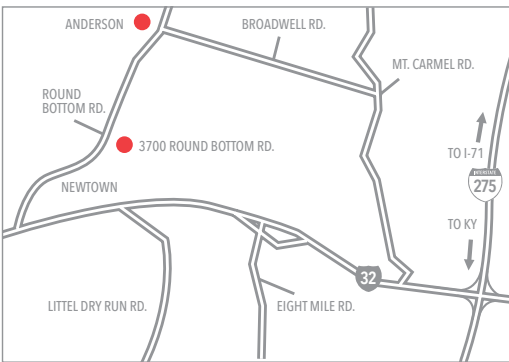 ANDERSON
BROADWELL RD.
MT. CARMEL RD.
ROUND
BOTTOM RD.
3700 ROUND BOTTOM RD.
TO I-71
INTERSTATE
275
NEWTOWN
TO KY
32
LITTEL DRY RUN RD.
EIGHT MILE RD.